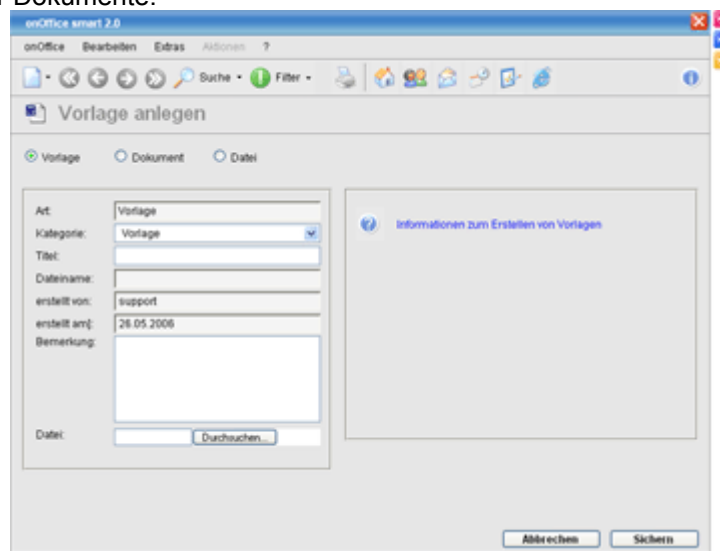 Dokumente.
onOffice smart 2.0
onOffice Bearbeiten Extras Aktionen ?
Suche Filter
Vorlage anlegen
Vorlage Dokument Datei
Art: Vorlage
Kategorie: Vorlage
Titel:
Dateiname:
erstellt von: support
erstellt am[: 26.05.2006
Bemerkung:
Datei: Durchsuchen...
Informationen zum Erstellen von Vorlagen
Abbrechen Sichern